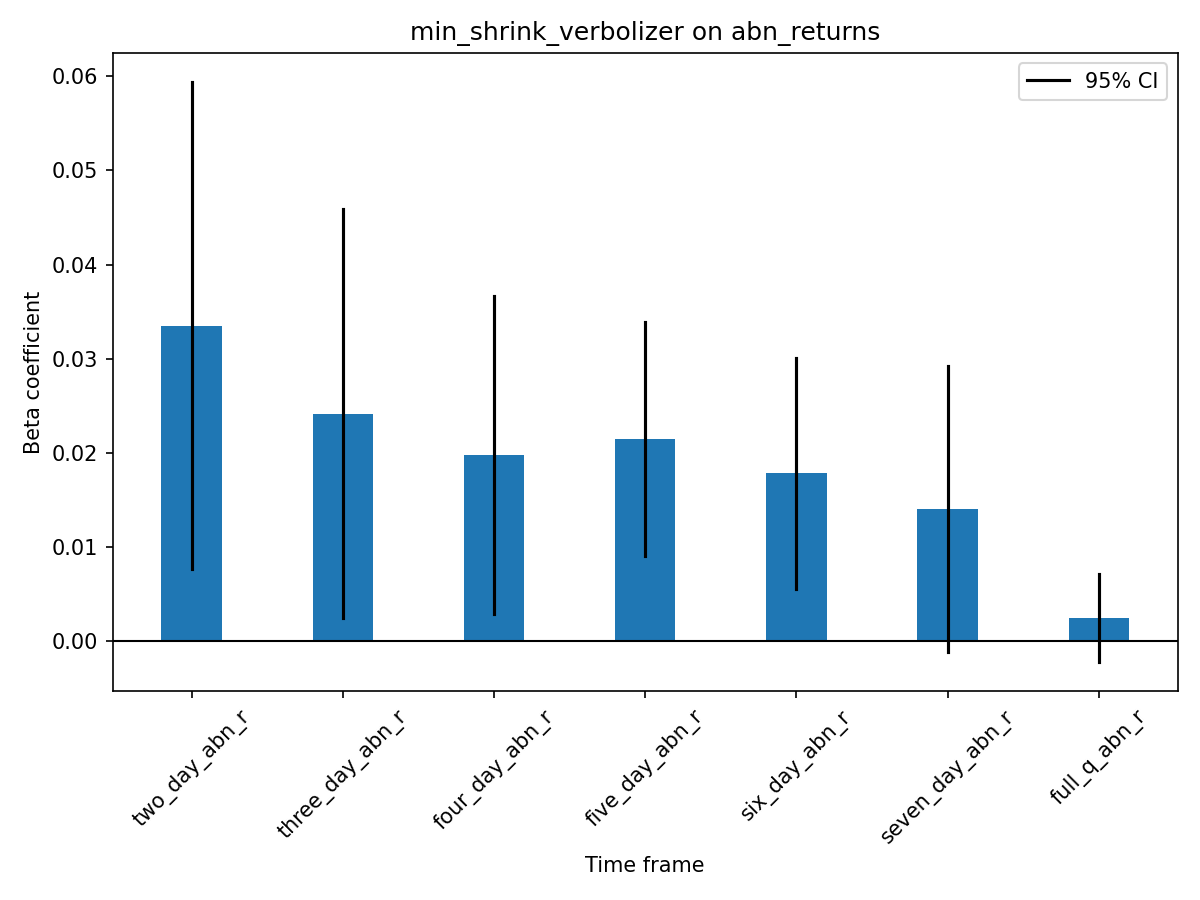 min_shrink_verbolizer on abn_returns
95% CI
0.06
0.05
0.04
0.03
0.02
0.01
0.00
Beta coefficient
two_day_abn_r
three_day_abn_r
four_day_abn_r
five_day_abn_r
six_day_abn_r
seven_day_abn_r
full_q_abn_r
Time frame